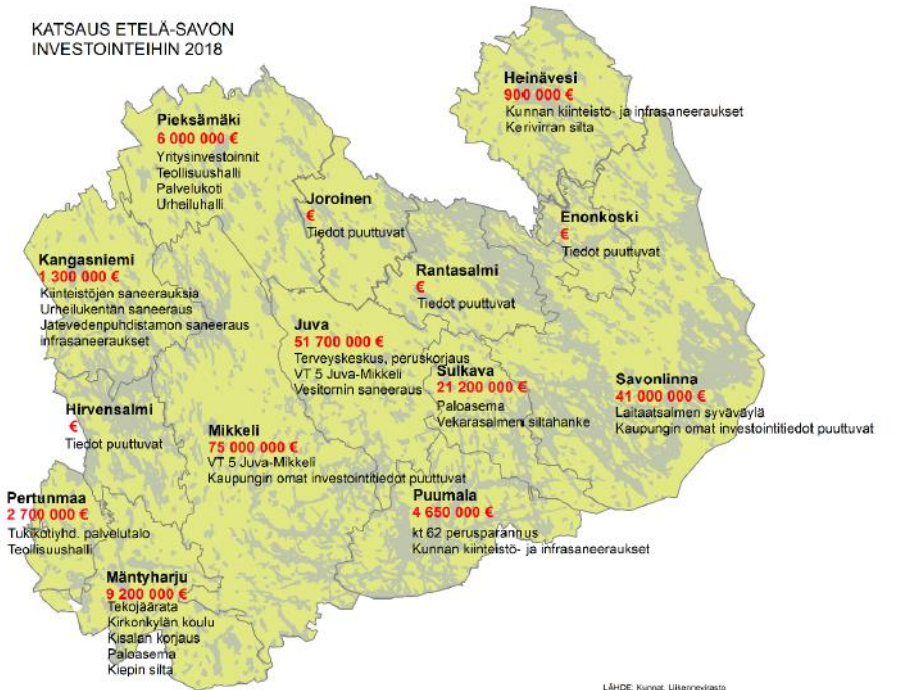 KATSAUS ETELÄ-SAVON
INVESTOINTEIHIN 2018
Heinävesi
900 000 €
Kunnan kiinteistö- ja infrasaneeraukset
Kerivirran silta
Pieksämäki
6 000 000 €
Yritysinvestoinnit
Teollisuushalli
Palvelukoti
Urheiluhalli
Joroinen
€
Tiedot puuttuvat
Enonkoski
€
Tiedot puuttuvat
Kangasniemi
1 300 000 €
Kiinteistöjen saneerauksia
Urheilukentän saneeraus
Jätevedenpuhdistamon saneeraus
infrasaneeraukset
Rantasalmi
€
Tiedot puuttuvat
Juva
51 700 000 €
Terveyskeskus, peruskorjaus
VT 5 Juva-Mikkeli
Vesitornin saneeraus
Sulkava
21 200 000 €
Paloasema
Vekarasalmen siltahanke
Savonlinna
41 000 000 €
Laitaatsalmen syväväylä
Kaupungin omat investointitiedot puuttuvat
Hirvensalmi
€
Tiedot puuttuvat
Mikkeli
75 000 000 €
VT 5 Juva-Mikkeli
Kaupungin omat investointitiedot puuttuvat
Pertunmaa
2 700 000 €
Tukikotiyhd. palvelutalo
Teollisuushalli
Puumala
4 650 000 €
kt 62 perusparannus
Kunnan kiinteistö- ja infrasaneeraukset
Mäntyharju
9 200 000 €
Tekojäärata
Kirkonkylän koulu
Kisalan korjaus
Paloasema
Kiepin silta
LÄHDE: Kunnat, Liikennevirasto